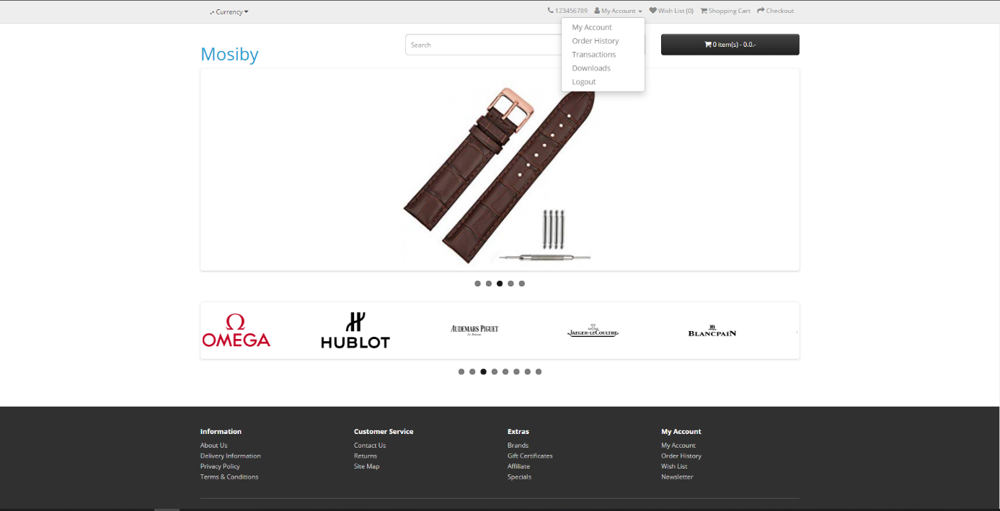 .- Currency
123456789 My Account Wish List (0) Shopping Cart Checkout
My Account
Order History
Transactions
Downloads
Logout
Mosiby
Search
0 item(s) - 0.0.-
Ω OMEGA
HUBLOT
AUDEMARS PIGUET
Le Brassus
JAEGER-LECOULTRE
JB
BLANCPAIN
Information
About Us
Delivery Information
Privacy Policy
Terms & Conditions
Customer Service
Contact Us
Returns
Site Map
Extras
Brands
Gift Certificates
Affiliate
Specials
My Account
My Account
Order History
Wish List
Newsletter